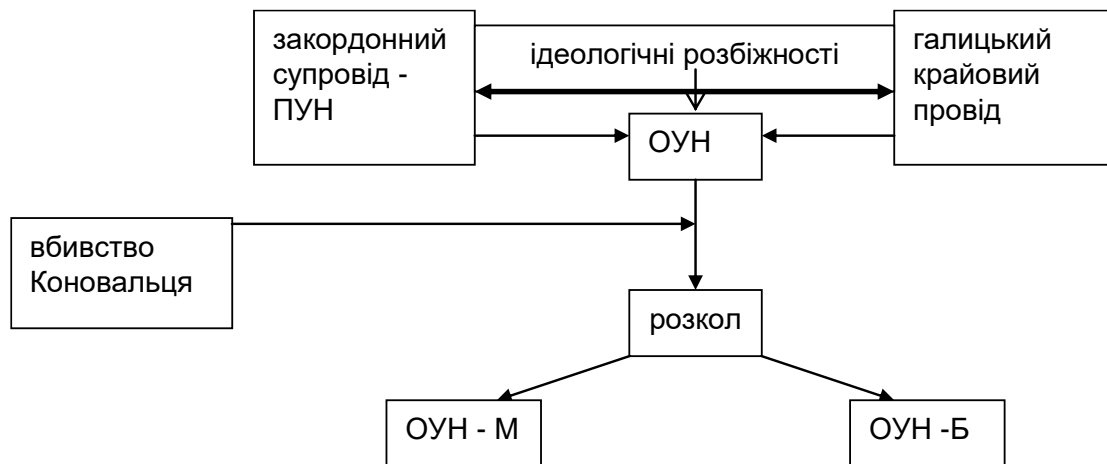 закордонний
супровід -
ПУН
ідеологічні розбіжності
галицький
крайовий
провід
ОУН
вбивство
Коновальця
розкол
ОУН - М
ОУН -Б